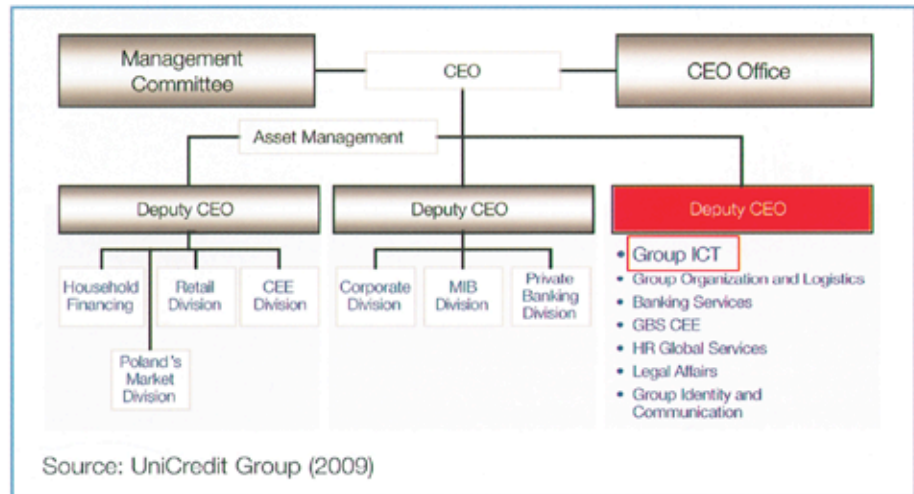 Management
Committee
CEO
CEO Office
Asset Management
Deputy CEO
Deputy CEO
Deputy CEO
Household
Financing
Retail
Division
CEE
Division
Poland's
Market
Division
Corporate
Division
MIB
Division
Private
Banking
Division
• Group ICT
• Group Organization and Logistics
• Banking Services
• GBS CEE
• HR Global Services
• Legal Affairs
• Group Identity and
Communication
Source: UniCredit Group (2009)